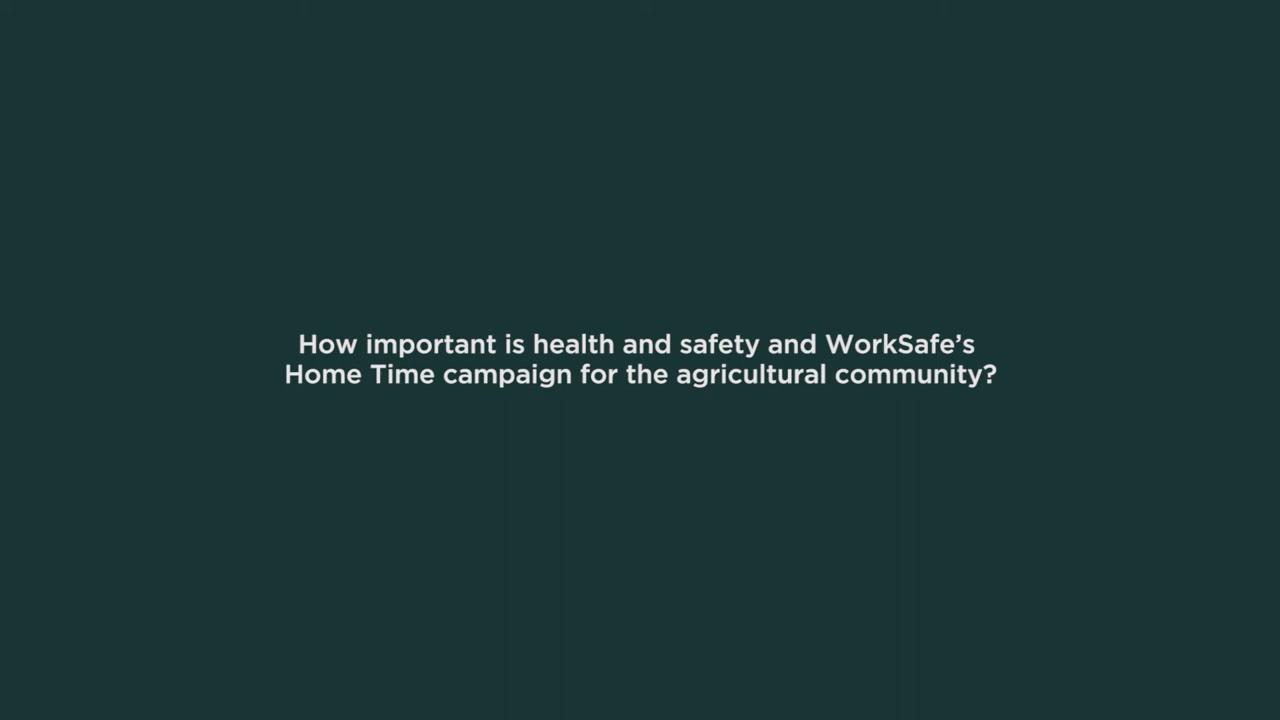 How important is health and safety and WorkSafe’s
Home Time campaign for the agricultural community?